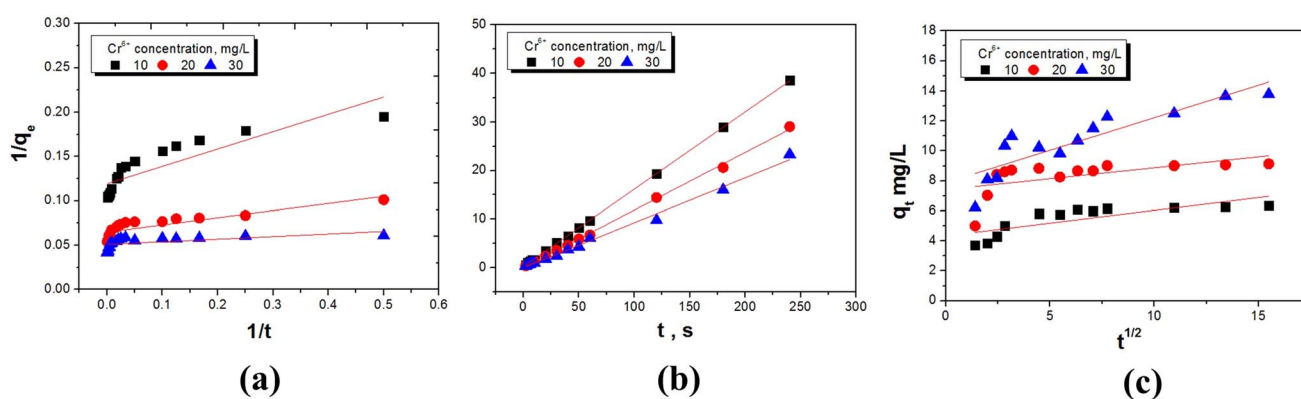 Cr⁶⁺ concentration, mg/L
10 20 30
0.30
0.25
0.20
0.15
0.10
0.05
0.00
1/qₑ
0.0 0.1 0.2 0.3 0.4 0.5 0.6
1/t
(a)
Cr⁶⁺ concentration, mg/L
10 20 30
50
40
30
20
10
0
0 50 100 150 200 250 300
t , s
(b)
Cr⁶⁺ concentration, mg/L
10 20 30
18
16
14
12
10
8
6
4
2
0
qₜ mg/L
0 5 10 15
t¹/²
(c)